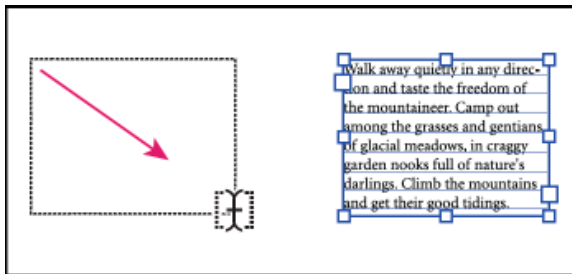 Walk away quietly in any direc-
tion and taste the freedom of
the mountaineer. Camp out
among the grasses and gentians
of glacial meadows, in craggy
garden nooks full of nature's
darlings. Climb the mountains
and get their good tidings.